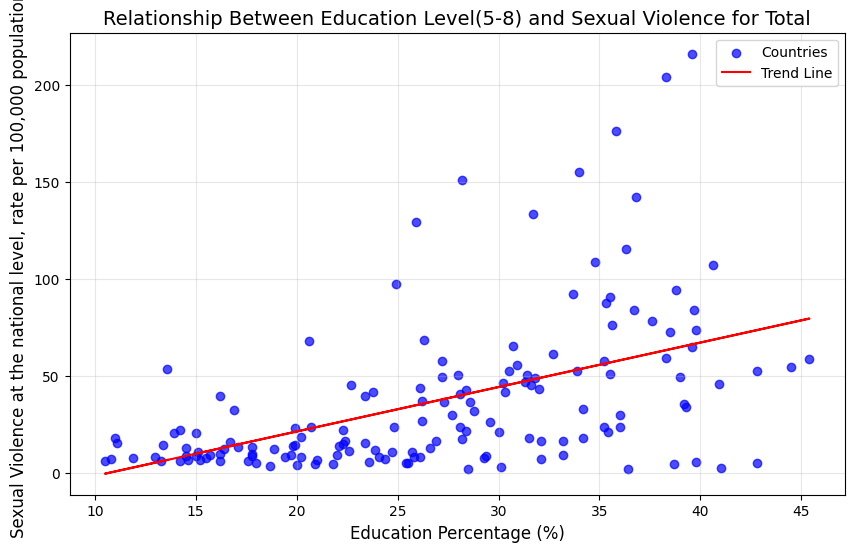 Relationship Between Education Level(5-8) and Sexual Violence for Total
Sexual Violence at the national level, rate per 100,000 population
200
150
100
50
0
Countries
Trend Line
10 15 20 25 30 35 40 45
Education Percentage (%)